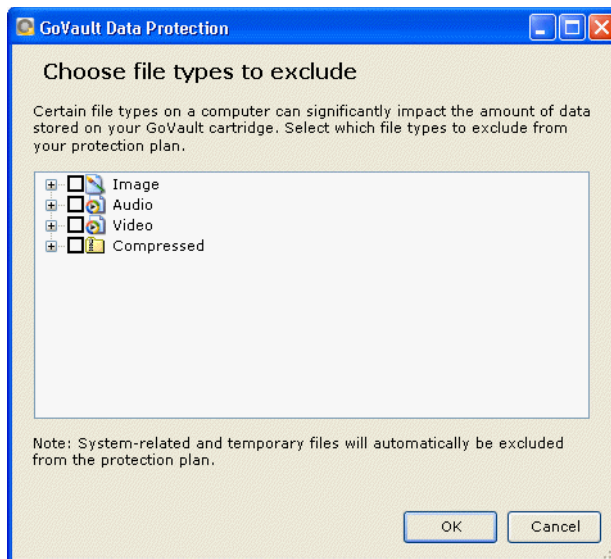 GoVault Data Protection
Choose file types to exclude
Certain file types on a computer can significantly impact the amount of data
stored on your GoVault cartridge. Select which file types to exclude from
your protection plan.
Image
Audio
Video
Compressed
Note: System-related and temporary files will automatically be excluded
from the protection plan.
OK
Cancel